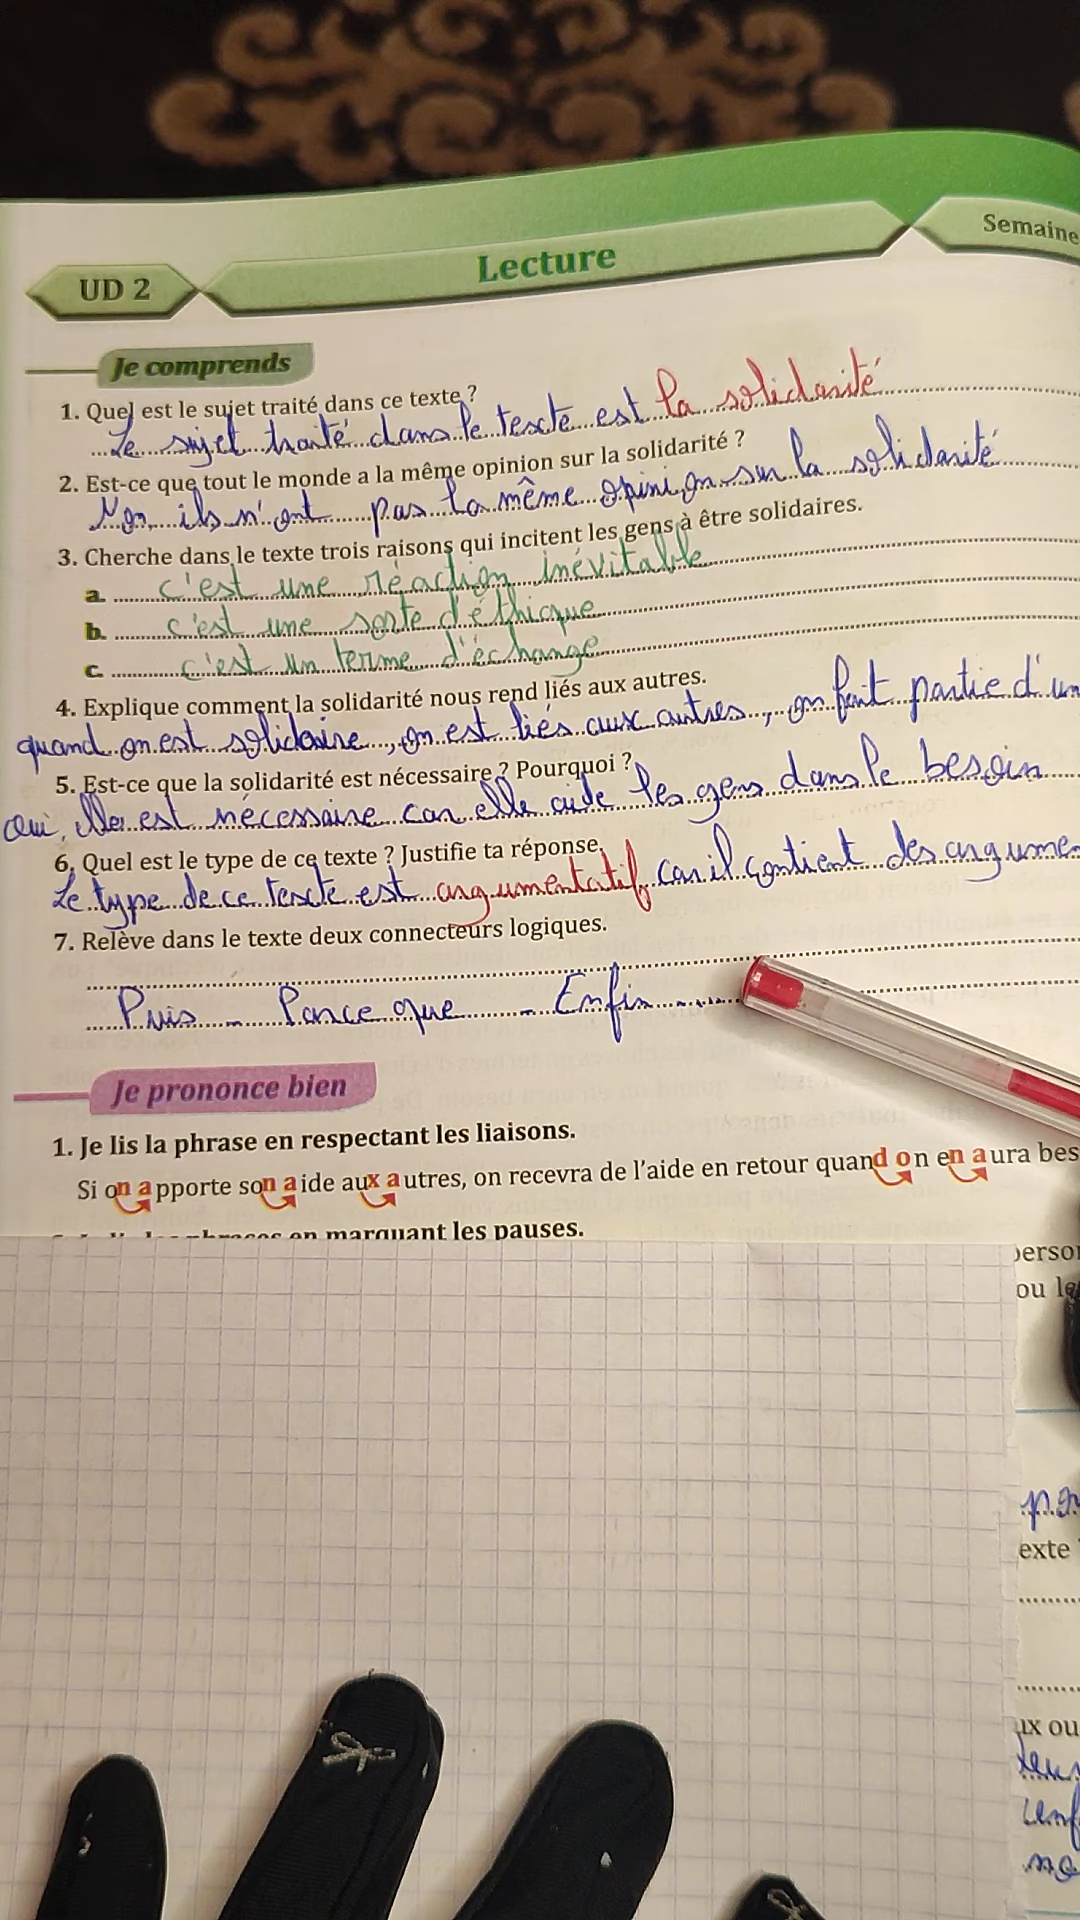 Semaine
UD 2
Lecture
Je comprends
1. Quel est le sujet traité dans ce texte ?
Le sujet traité dans le texcte est la solidarité
2. Est-ce que tout le monde a la même opinion sur la solidarité ?
Non, ils n'ont pas la même opinion sur la solidarité
3. Cherche dans le texte trois raisons qui incitent les gens à être solidaires.
a. c'est une réaction inévitable
b. c'est une sorte d'éthique
c. c'est un terme d'échange
4. Explique comment la solidarité nous rend liés aux autres.
quand on est solidaire, on est liés aux autres, on fait partie d'un
5. Est-ce que la solidarité est nécessaire ? Pourquoi ?
oui, elle est nécessaire car elle aide les gens dans le besoin
6. Quel est le type de ce texte ? Justifie ta réponse.
Le type de ce texcte est argumentatif car il contient des argume
7. Relève dans le texte deux connecteurs logiques.
Puis - Parce que - Enfin
Je prononce bien
1. Je lis la phrase en respectant les liaisons.
Si on apporte son aide aux autres, on recevra de l'aide en retour quand on en aura bes
en marquant les pauses.
perso
ou le
exte
ux ou